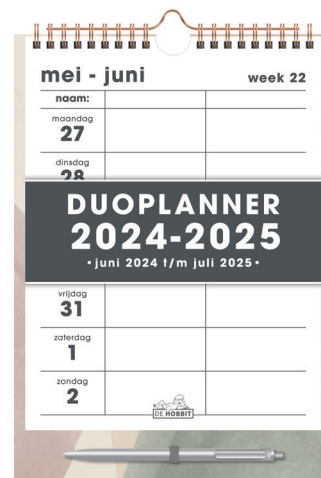 mei - juni week 22
naam:
maandag
27
dinsdag
28
DUOPLANNER
2024-2025
• juni 2024 t/m juli 2025 •
vrijdag
31
zaterdag
1
zondag
2
DE HOBBIT